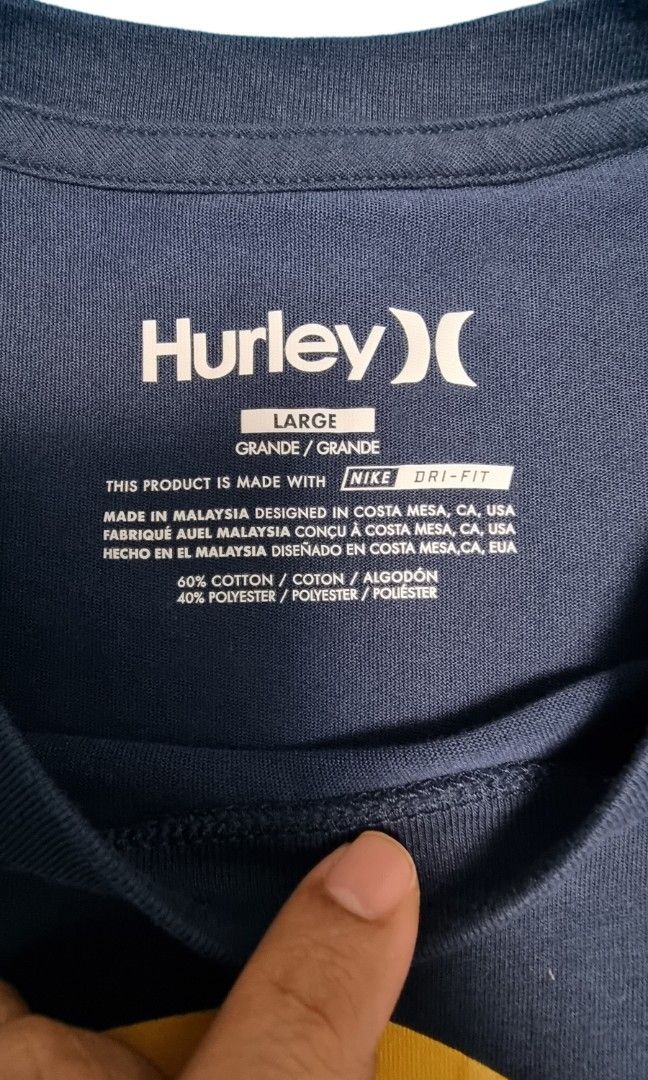 Hurley
LARGE
GRANDE / GRANDE
THIS PRODUCT IS MADE WITH NIKE DRI-FIT
MADE IN MALAYSIA DESIGNED IN COSTA MESA, CA, USA
FABRIQUÉ AUEL MALAYSIA CONÇU À COSTA MESA, CA, USA
HECHO EN EL MALAYSIA DISEÑADO EN COSTA MESA,CA, EUA
60% COTTON / COTON / ALGODÓN
40% POLYESTER / POLYESTER / POLIÉSTER